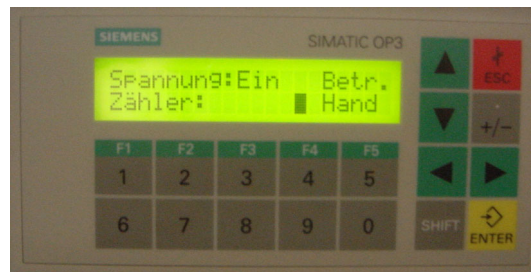 SIEMENS
SIMATIC OP3
Spannung:Ein Betr.
Zähler: Hand
ESC
+/-
F1 F2 F3 F4 F5
1 2 3 4 5
6 7 8 9 0
SHIFT
ENTER